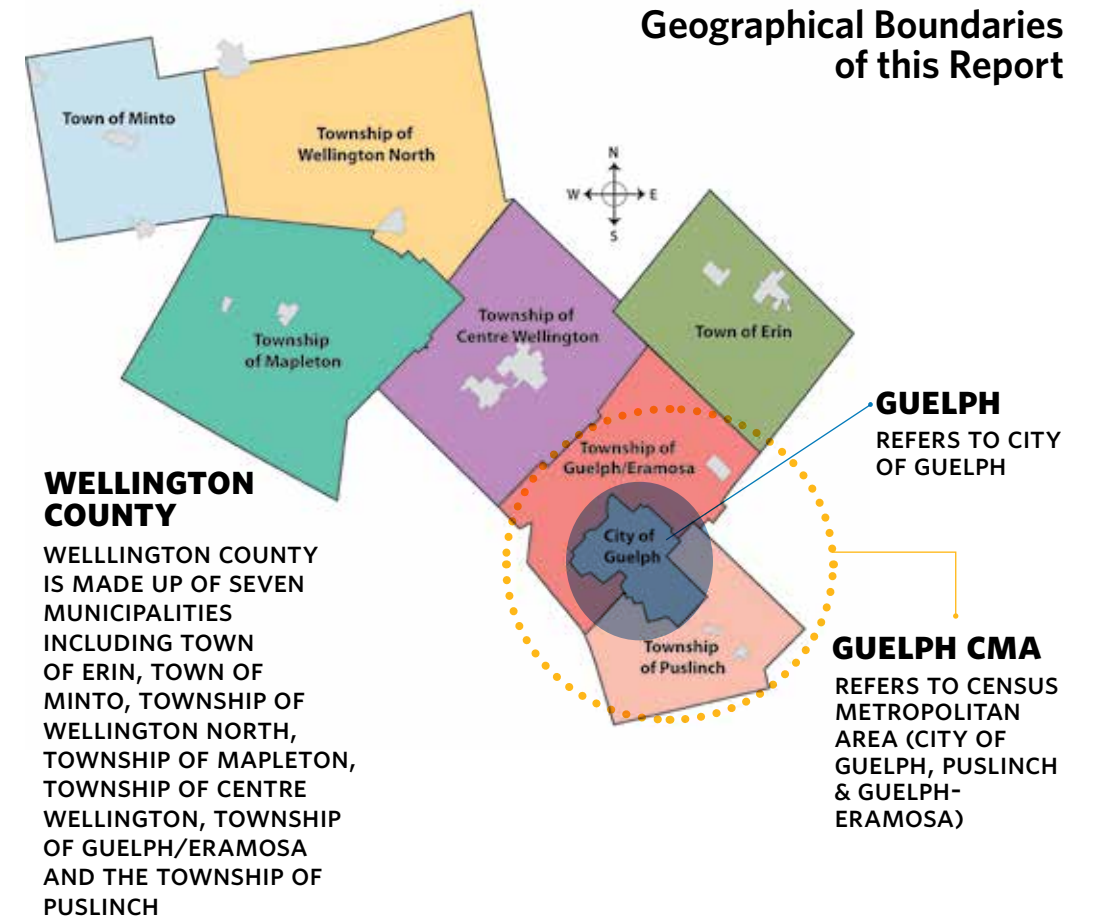 Geographical Boundaries
of this Report
Town of Minto
Township of
Wellington North
N
W
E
S
Township of
Centre Wellington
Town of Erin
Township
of Mapleton
GUELPH
REFERS TO CITY
OF GUELPH
Township of
Guelph/Eramosa
City of
Guelph
Township
of Puslinch
WELLINGTON
COUNTY
WELLLINGTON COUNTY
IS MADE UP OF SEVEN
MUNICIPALITIES
INCLUDING TOWN
OF ERIN, TOWN OF
MINTO, TOWNSHIP OF
WELLINGTON NORTH,
TOWNSHIP OF MAPLETON,
TOWNSHIP OF CENTRE
WELLINGTON, TOWNSHIP
OF GUELPH/ERAMOSA
AND THE TOWNSHIP OF
PUSLINCH
GUELPH CMA
REFERS TO CENSUS
METROPOLITAN
AREA (CITY OF
GUELPH, PUSLINCH
& GUELPH-
ERAMOSA)